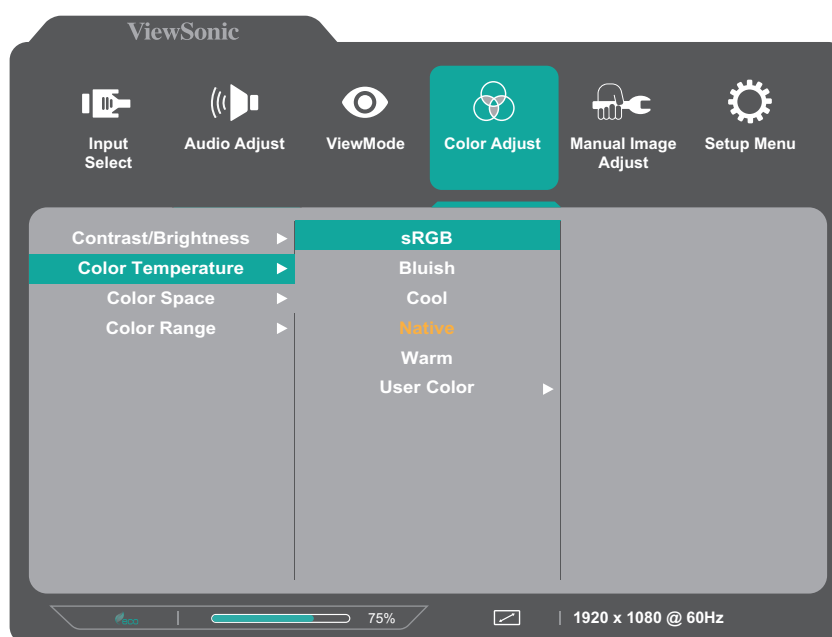 ViewSonic
Input Select
Audio Adjust
ViewMode
Color Adjust
Manual Image Adjust
Setup Menu
Contrast/Brightness
Color Temperature
Color Space
Color Range
sRGB
Bluish
Cool
Native
Warm
User Color
eco
75%
1920 x 1080 @ 60Hz